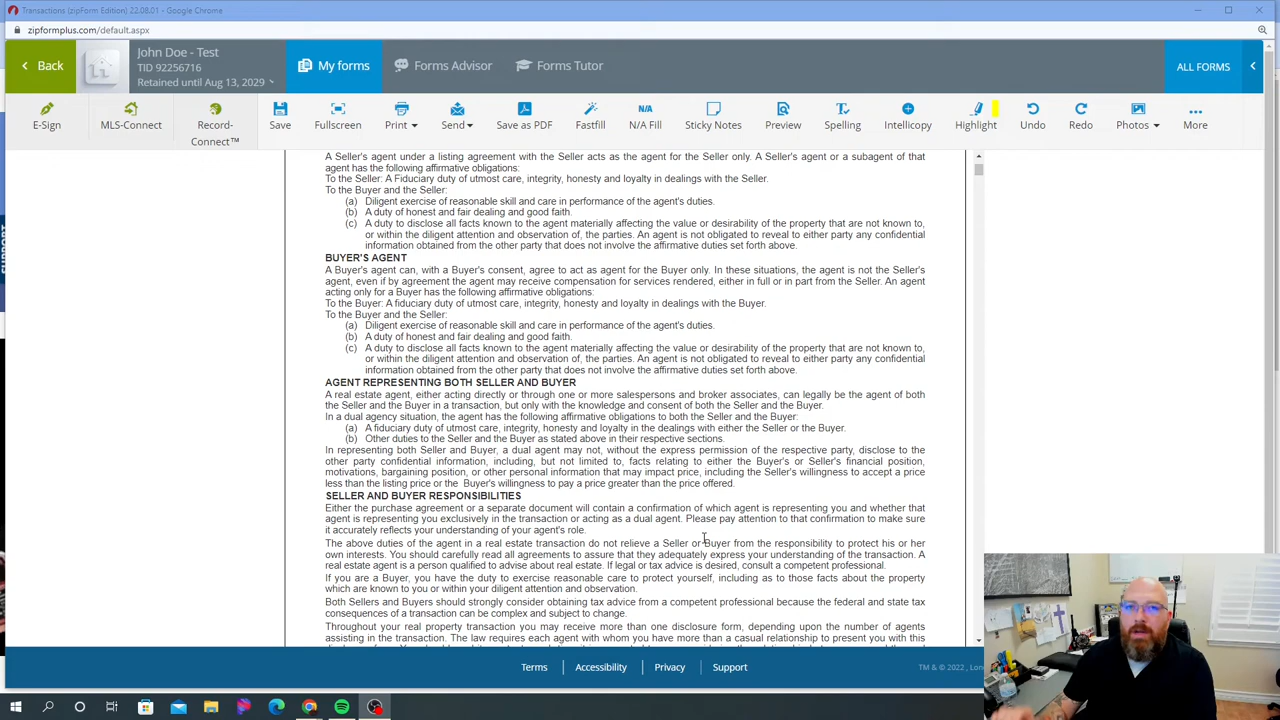 Transactions (zipForm Edition) 22.08.01 - Google Chrome
zipformplus.com/default.aspx
Back
John Doe - Test
TID 92256716
Retained until Aug 13, 2029
My forms
Forms Advisor
Forms Tutor
ALL FORMS
E-Sign
MLS-Connect
Record-
Connect™
Save
Fullscreen
Print
Send
Save as PDF
Fastfill
N/A
N/A Fill
Sticky Notes
Preview
Spelling
Intellicopy
Highlight
Undo
Redo
Photos
More
A Seller's agent under a listing agreement with the Seller acts as the agent for the Seller only. A Seller's agent or a subagent of that
agent has the following affirmative obligations:
To the Seller: A Fiduciary duty of utmost care, integrity, honesty and loyalty in dealings with the Seller.
To the Buyer and the Seller:
(a) Diligent exercise of reasonable skill and care in performance of the agent's duties.
(b) A duty of honest and fair dealing and good faith.
(c) A duty to disclose all facts known to the agent materially affecting the value or desirability of the property that are not known to,
or within the diligent attention and observation of, the parties. An agent is not obligated to reveal to either party any confidential
information obtained from the other party that does not involve the affirmative duties set forth above.
BUYER'S AGENT
A Buyer's agent can, with a Buyer's consent, agree to act as agent for the Buyer only. In these situations, the agent is not the Seller's
agent, even if by agreement the agent may receive compensation for services rendered, either in full or in part from the Seller. An agent
acting only for a Buyer has the following affirmative obligations:
To the Buyer: A fiduciary duty of utmost care, integrity, honesty and loyalty in dealings with the Buyer.
To the Buyer and the Seller:
(a) Diligent exercise of reasonable skill and care in performance of the agent's duties.
(b) A duty of honest and fair dealing and good faith.
(c) A duty to disclose all facts known to the agent materially affecting the value or desirability of the property that are not known to,
or within the diligent attention and observation of, the parties. An agent is not obligated to reveal to either party any confidential
information obtained from the other party that does not involve the affirmative duties set forth above.
AGENT REPRESENTING BOTH SELLER AND BUYER
A real estate agent, either acting directly or through one or more salespersons and broker associates, can legally be the agent of both
the Seller and the Buyer in a transaction, but only with the knowledge and consent of both the Seller and the Buyer.
In a dual agency situation, the agent has the following affirmative obligations to both the Seller and the Buyer:
(a) A fiduciary duty of utmost care, integrity, honesty and loyalty in the dealings with either the Seller or the Buyer.
(b) Other duties to the Seller and the Buyer as stated above in their respective sections.
In representing both Seller and Buyer, a dual agent may not, without the express permission of the respective party, disclose to the
other party confidential information, including, but not limited to, facts relating to either the Buyer's or Seller's financial position,
motivations, bargaining position, or other personal information that may impact price, including the Seller's willingness to accept a price
less than the listing price or the Buyer's willingness to pay a price greater than the price offered.
SELLER AND BUYER RESPONSIBILITIES
Either the purchase agreement or a separate document will contain a confirmation of which agent is representing you and whether that
agent is representing you exclusively in the transaction or acting as a dual agent. Please pay attention to that confirmation to make sure
it accurately reflects your understanding of your agent's role.
The above duties of the agent in a real estate transaction do not relieve a Seller or Buyer from the responsibility to protect his or her
own interests. You should carefully read all agreements to assure that they adequately express your understanding of the transaction. A
real estate agent is a person qualified to advise about real estate. If legal or tax advice is desired, consult a competent professional.
If you are a Buyer, you have the duty to exercise reasonable care to protect yourself, including as to those facts about the property
which are known to you or within your diligent attention and observation.
Both Sellers and Buyers should strongly consider obtaining tax advice from a competent professional because the federal and state tax
consequences of a transaction can be complex and subject to change.
Throughout your real property transaction you may receive more than one disclosure form, depending upon the number of agents
assisting in the transaction. The law requires each agent with whom you have more than a casual relationship to present you with this
Terms
Accessibility
Privacy
Support
TM & © 2022 , Lon